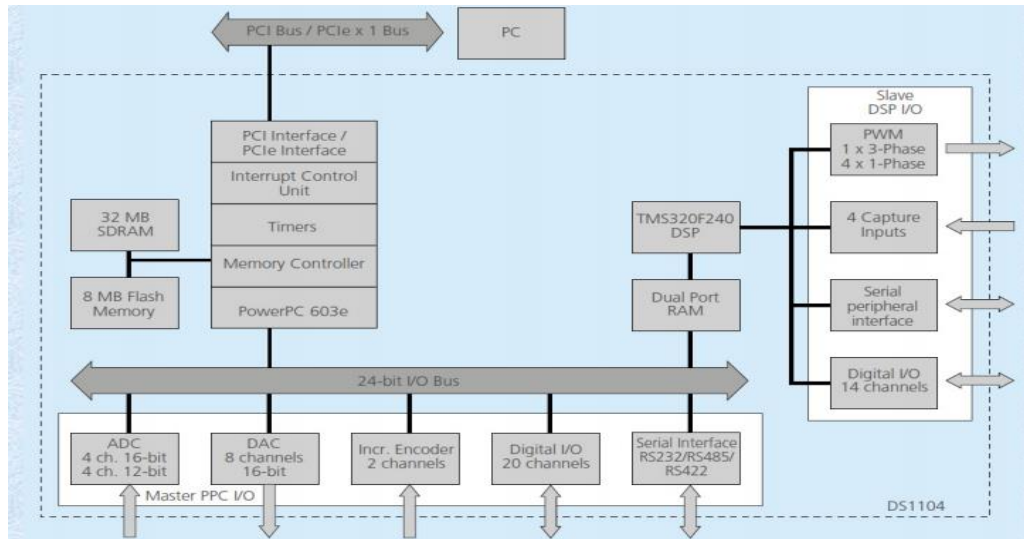 PCI Bus / PCIe x 1 Bus
PC
PCI Interface /
PCIe Interface
Interrupt Control
Unit
Timers
Memory Controller
PowerPC 603e
32 MB
SDRAM
8 MB Flash
Memory
TMS320F240
DSP
Dual Port
RAM
Slave
DSP I/O
PWM
1 x 3-Phase
4 x 1-Phase
4 Capture
Inputs
Serial
peripheral
interface
Digital I/O
14 channels
24-bit I/O Bus
ADC
4 ch. 16-bit
4 ch. 12-bit
DAC
8 channels
16-bit
Incr. Encoder
2 channels
Digital I/O
20 channels
Serial Interface
RS232/RS485/
RS422
Master PPC I/O
DS1104